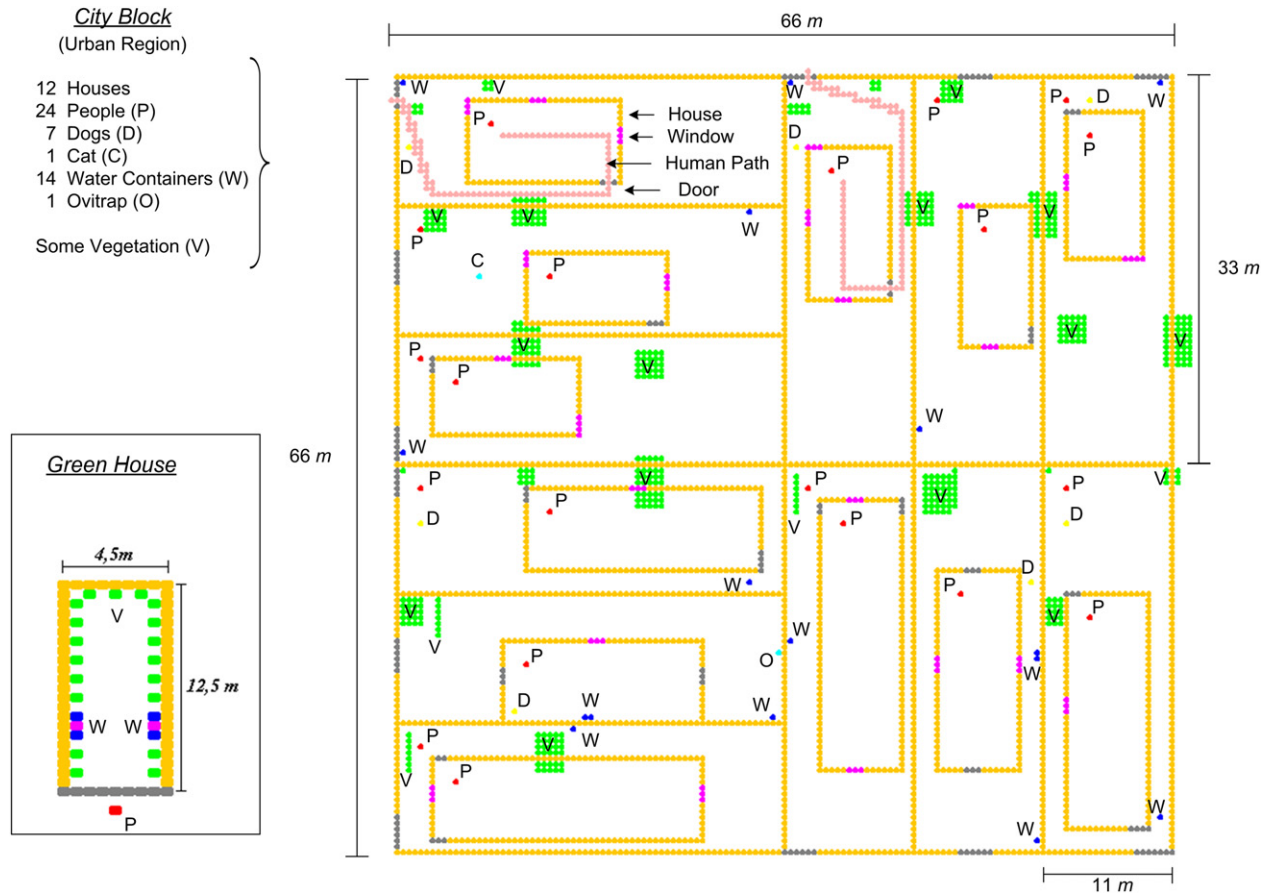 City Block
(Urban Region)
12 Houses
24 People (P)
7 Dogs (D)
1 Cat (C)
14 Water Containers (W)
1 Ovitrap (O)
Some Vegetation (V)
66 m
W V W V P D W
P House
Window
D P
Human Path
D P
Door
V W V P V
P
C P
33 m
V V V
P V
P
W
W
66 m
Green House
P V P V P V
P P
D V D
4,5m
W D
V P V P
V
V W
P O
12,5 m
W
D W W
W W
P W
V
V P
W
W
P
11 m